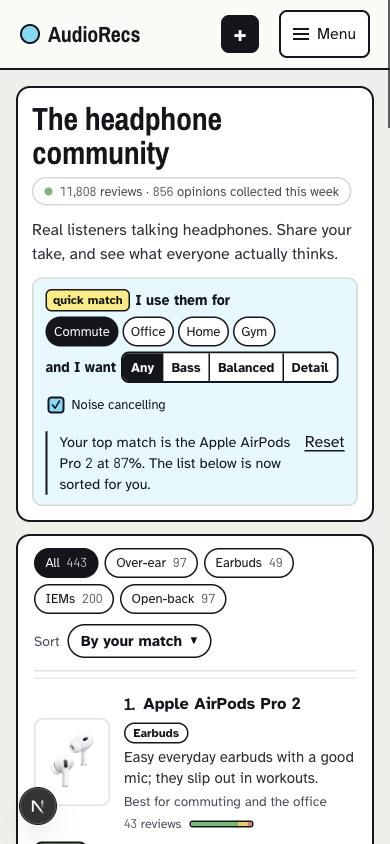 AudioRecs
+
Menu
The headphone
community
11,808 reviews · 856 opinions collected this week
Real listeners talking headphones. Share your
take, and see what everyone actually thinks.
quick match I use them for
Commute Office Home Gym
and I want Any Bass Balanced Detail
Noise cancelling
Your top match is the Apple AirPods
Pro 2 at 87%. The list below is now
sorted for you.
Reset
All 443 Over-ear 97 Earbuds 49
IEMs 200 Open-back 97
Sort By your match ▼
1. Apple AirPods Pro 2
Earbuds
Easy everyday earbuds with a good
mic; they slip out in workouts.
Best for commuting and the office
43 reviews
N